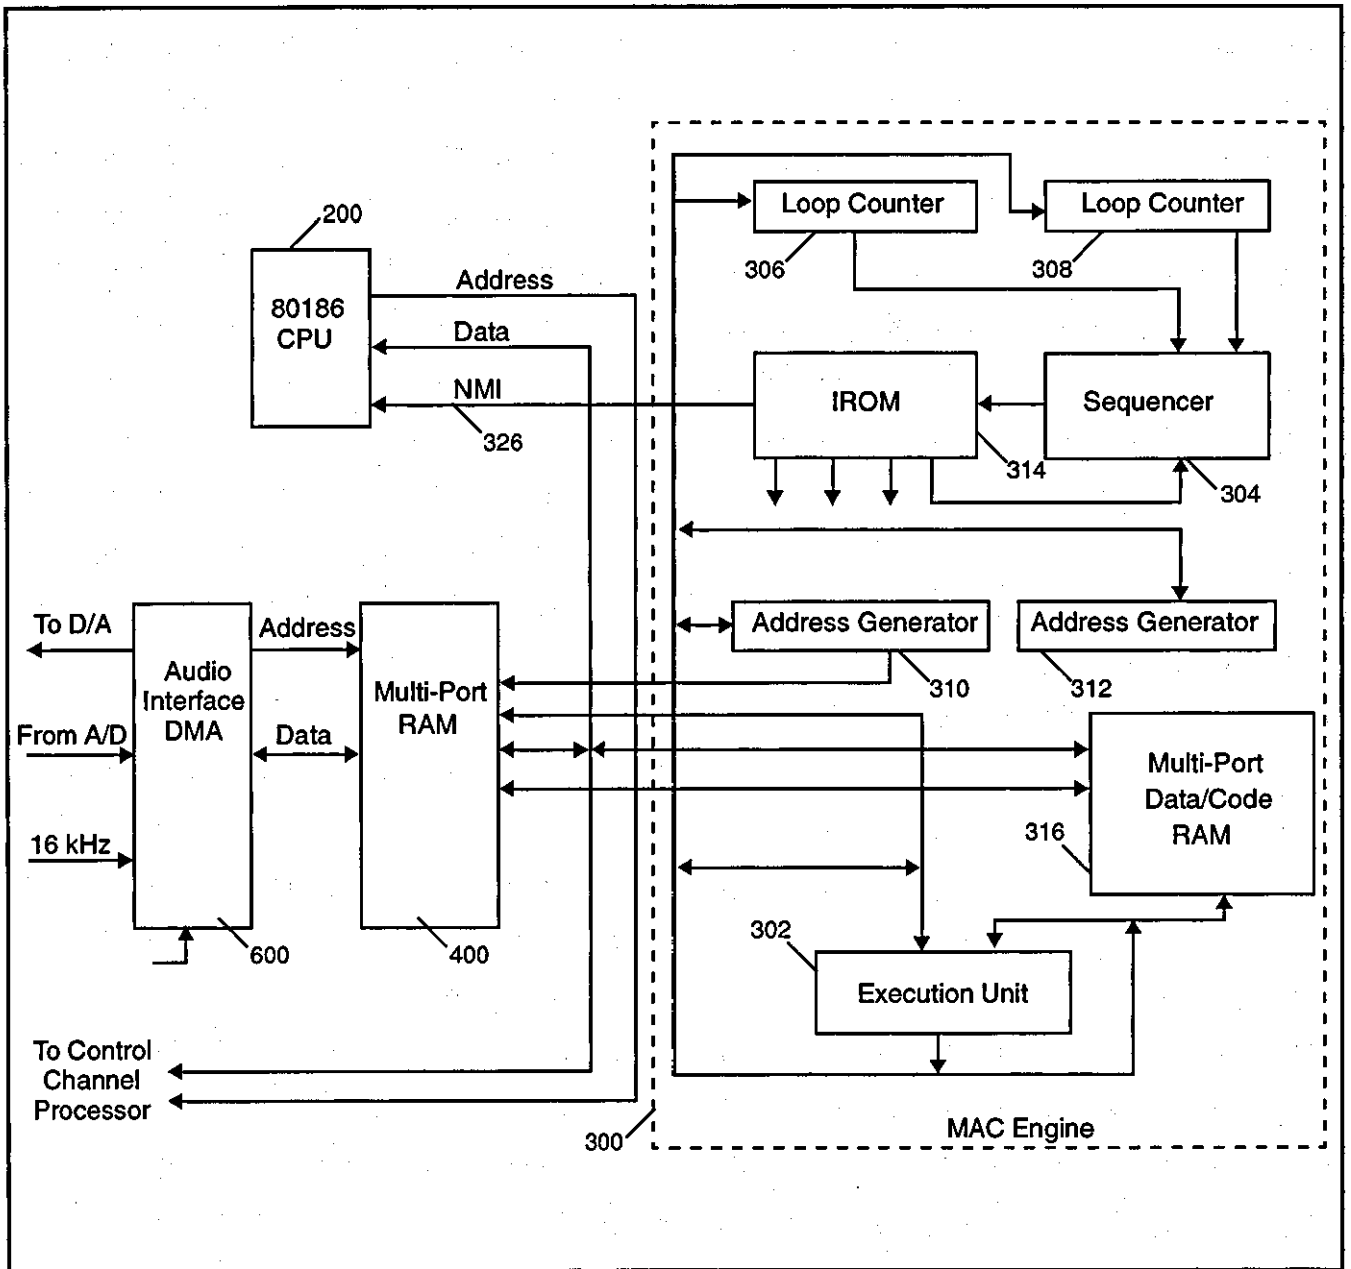 Loop Counter
Loop Counter
306
308
200
80186
CPU
Address
Data
NMI
326
IROM
314
Sequencer
304
To D/A
From A/D
16 kHz
Audio
Interface
DMA
600
Address
Data
Multi-Port
RAM
400
Address Generator
310
Address Generator
312
Multi-Port
Data/Code
RAM
316
302
Execution Unit
To Control
Channel
Processor
300
MAC Engine